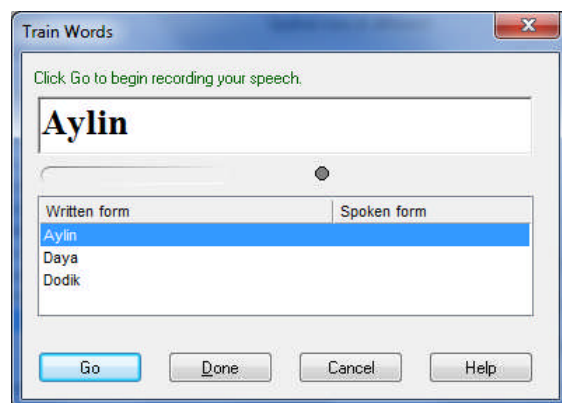 Train Words
Click Go to begin recording your speech.
Aylin
Written form Spoken form
Aylin
Daya
Dodik
Go Done Cancel Help